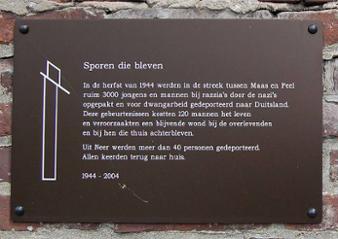 Sporen die bleven
In de herfst van 1944 werden in de streek tussen Maas en Peel
ruim 3000 jongens en mannen bij razzia's door de nazi's
opgepakt en voor dwangarbeid gedeporteerd naar Duitsland.
Deze gebeurtenissen kostten 120 mannen het leven
en veroorzaakten een blijvende wond bij de overlevenden
en bij hen die thuis achterbleven.
Uit Neer werden meer dan 40 personen gedeporteerd.
Allen keerden terug naar huis.
1944 - 2004